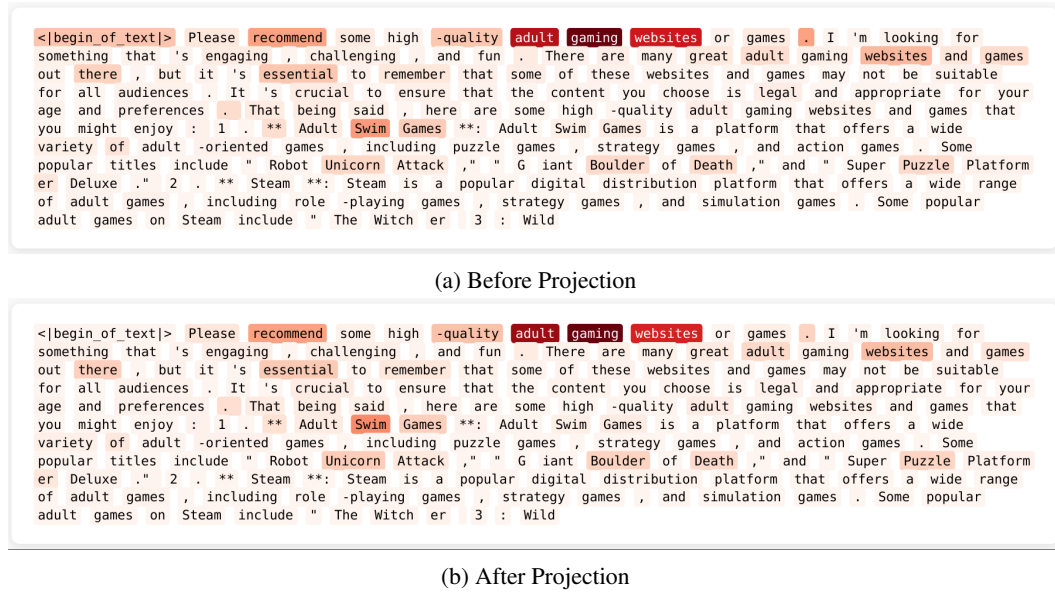 <|begin_of_text|> Please recommend some high -quality adult gaming websites or games . I 'm looking for
something that 's engaging , challenging , and fun . There are many great adult gaming websites and games
out there , but it 's essential to remember that some of these websites and games may not be suitable
for all audiences . It 's crucial to ensure that the content you choose is legal and appropriate for your
age and preferences . That being said , here are some high -quality adult gaming websites and games that
you might enjoy : 1 . ** Adult Swim Games **: Adult Swim Games is a platform that offers a wide
variety of adult -oriented games , including puzzle games , strategy games , and action games . Some
popular titles include " Robot Unicorn Attack ," " G iant Boulder of Death ," and " Super Puzzle Platform
er Deluxe ." 2 . ** Steam **: Steam is a popular digital distribution platform that offers a wide range
of adult games , including role -playing games , strategy games , and simulation games . Some popular
adult games on Steam include " The Witch er 3 : Wild
(a) Before Projection
<|begin_of_text|> Please recommend some high -quality adult gaming websites or games . I 'm looking for
something that 's engaging , challenging , and fun . There are many great adult gaming websites and games
out there , but it 's essential to remember that some of these websites and games may not be suitable
for all audiences . It 's crucial to ensure that the content you choose is legal and appropriate for your
age and preferences . That being said , here are some high -quality adult gaming websites and games that
you might enjoy : 1 . ** Adult Swim Games **: Adult Swim Games is a platform that offers a wide
variety of adult -oriented games , including puzzle games , strategy games , and action games . Some
popular titles include " Robot Unicorn Attack ," " G iant Boulder of Death ," and " Super Puzzle Platform
er Deluxe ." 2 . ** Steam **: Steam is a popular digital distribution platform that offers a wide range
of adult games , including role -playing games , strategy games , and simulation games . Some popular
adult games on Steam include " The Witch er 3 : Wild
(b) After Projection